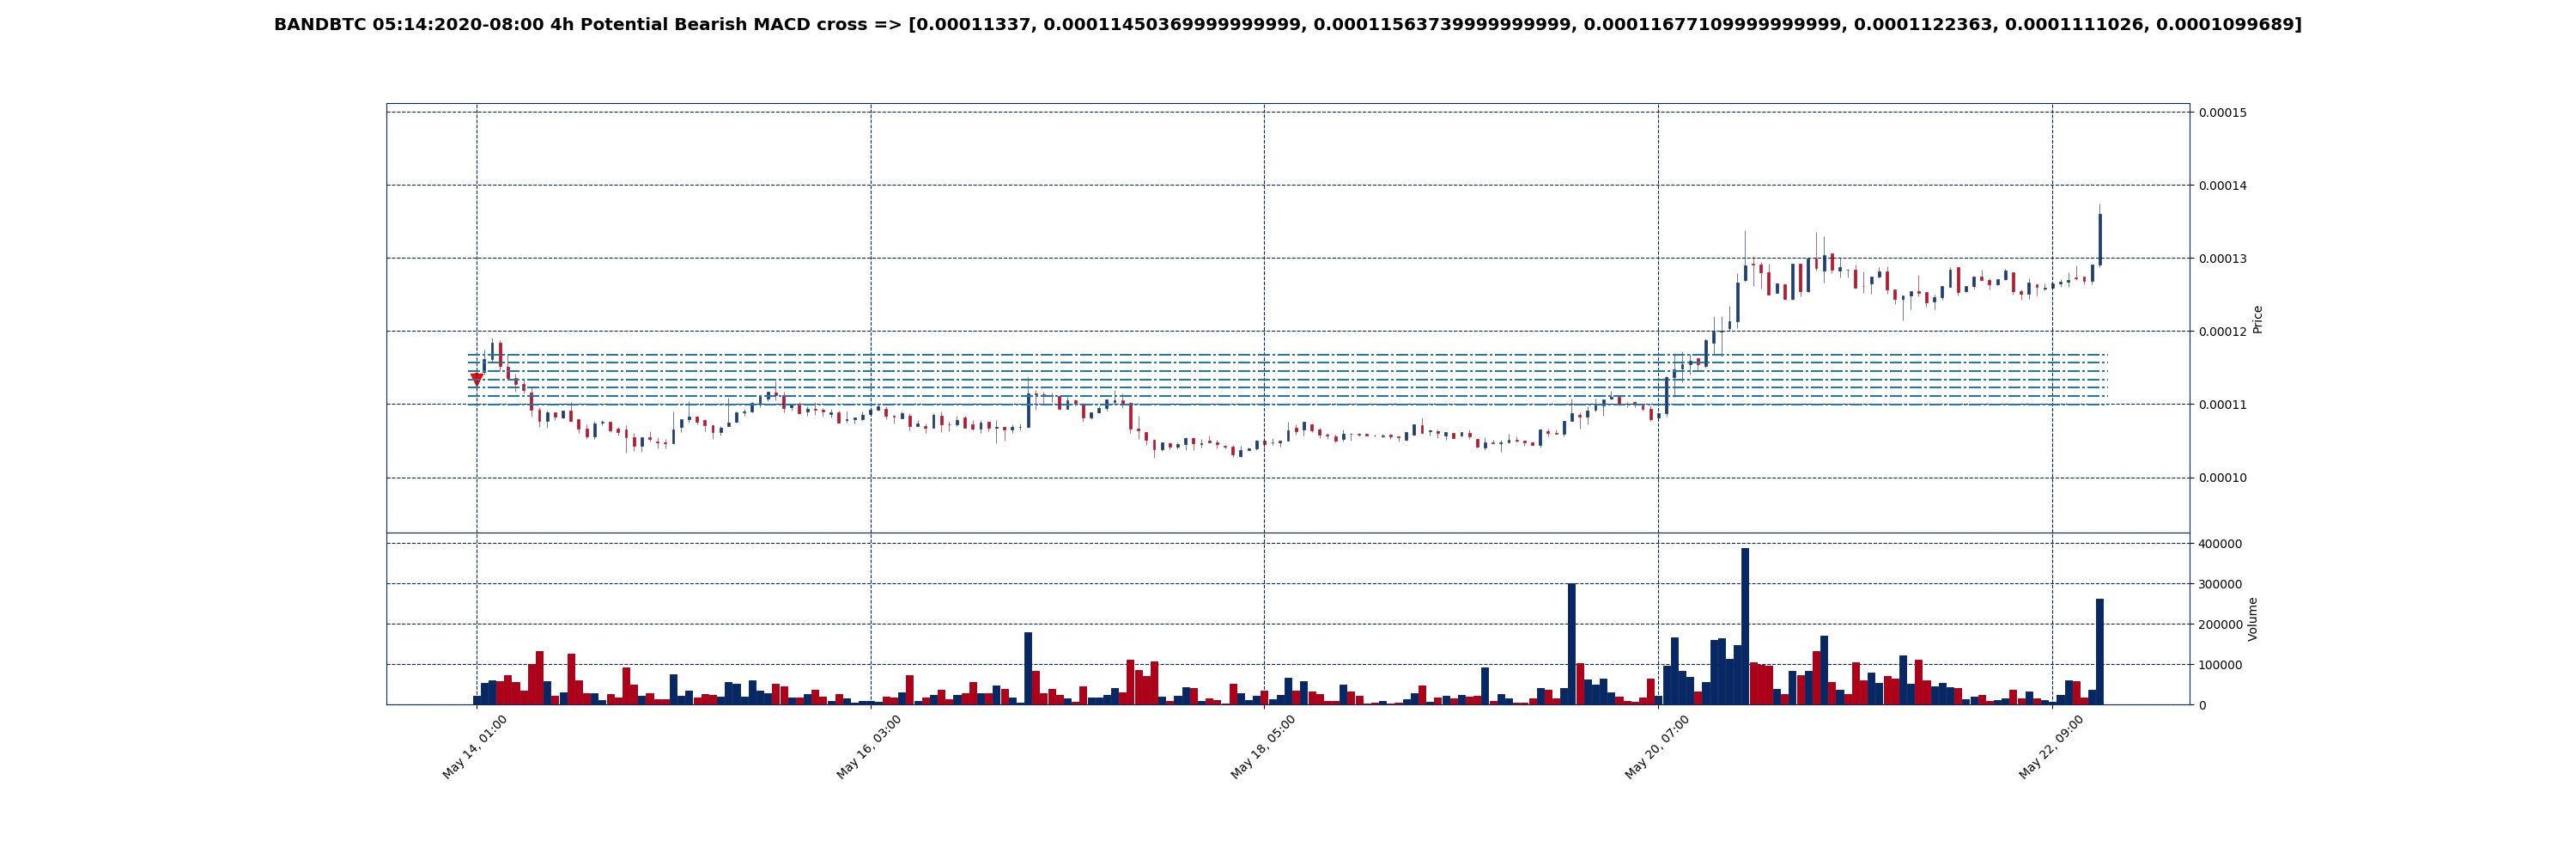 BANDBTC 05:14:2020-08:00 4h Potential Bearish MACD cross => [0.00011337, 0.00011450369999999999, 0.00011563739999999999, 0.00011677109999999999, 0.0001122363, 0.0001111026, 0.0001099689]
0.00015
0.00014
0.00013
0.00012
0.00011
0.00010
Price
400000
300000
200000
100000
0
Volume
May 14, 01:00
May 16, 03:00
May 18, 05:00
May 20, 07:00
May 22, 09:00